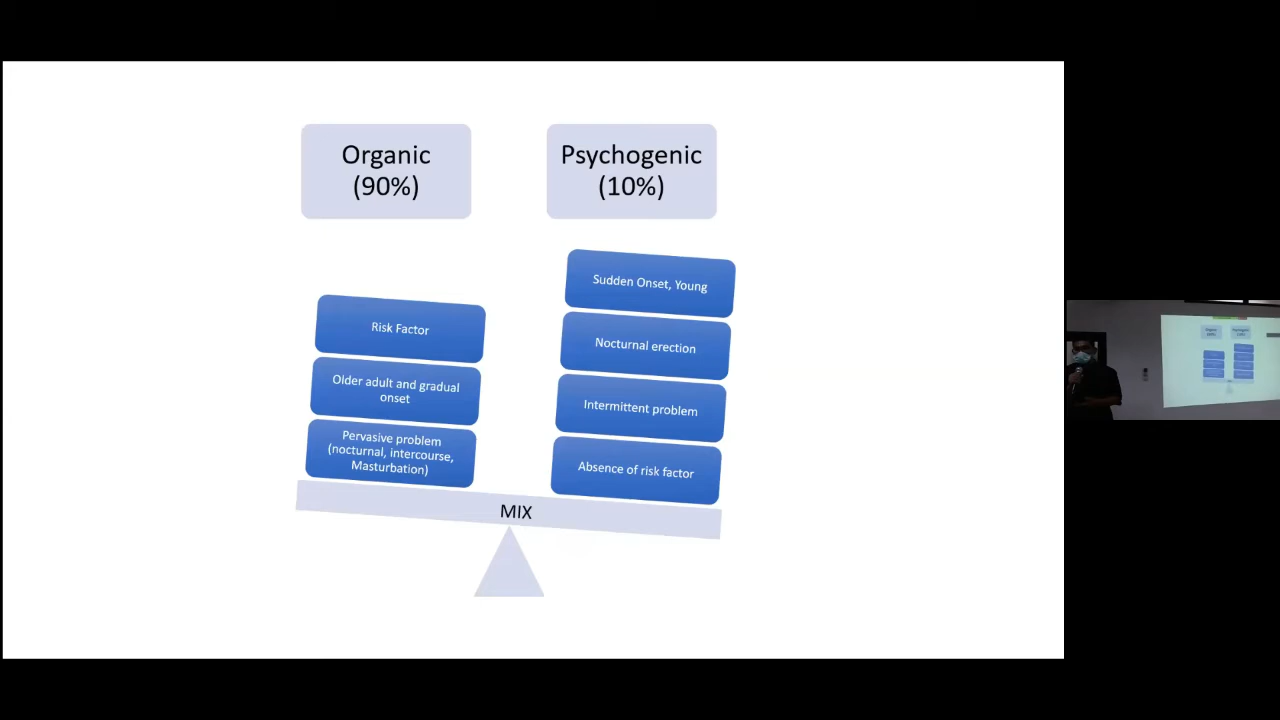 Organic
(90%)
Psychogenic
(10%)
Risk Factor
Older adult and gradual
onset
Pervasive problem
(nocturnal, intercourse,
Masturbation)
Sudden Onset, Young
Nocturnal erection
Intermittent problem
Absence of risk factor
MIX